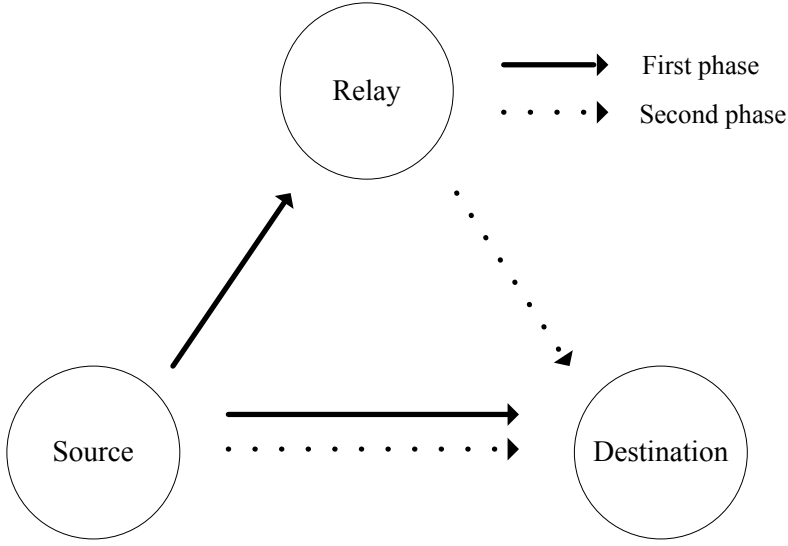 Relay
First phase
Second phase
Source
Destination